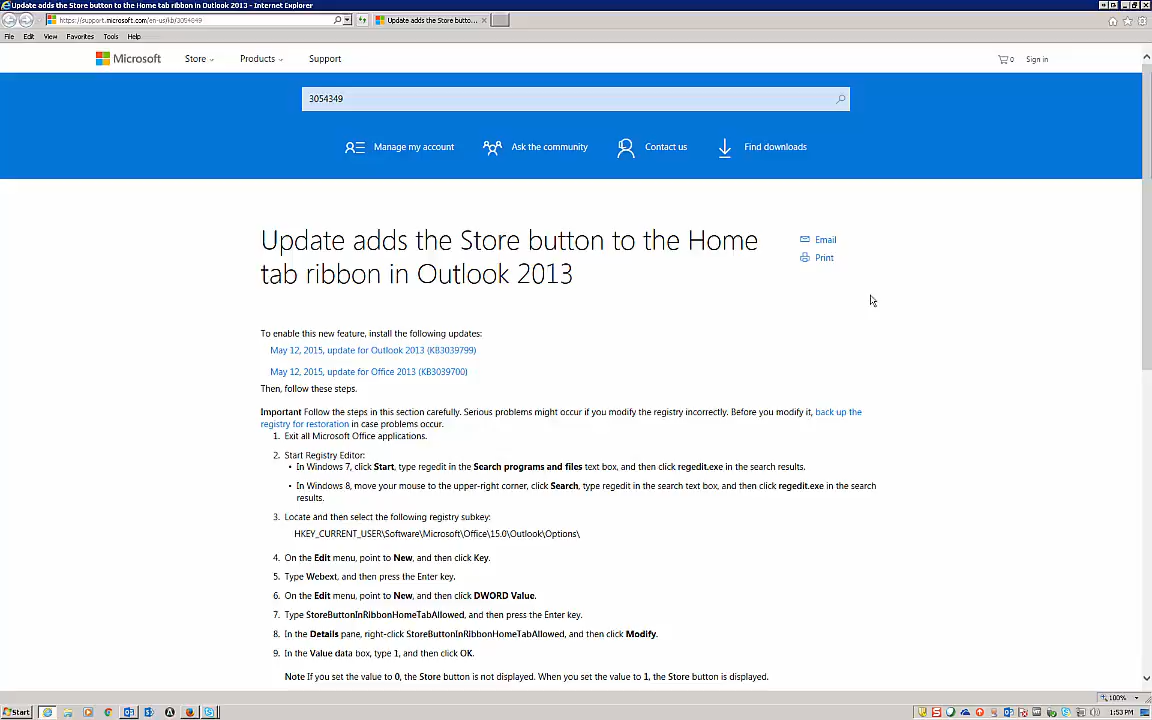 Update adds the Store button to the Home tab ribbon in Outlook 2013 - Internet Explorer
https://support.microsoft.com/en-us/kb/3054649
Update adds the Store butto...
File Edit View Favorites Tools Help
Microsoft Store Products Support 0 Sign in
3054349
Manage my account Ask the community Contact us Find downloads
Update adds the Store button to the Home
tab ribbon in Outlook 2013
Email
Print
To enable this new feature, install the following updates:
May 12, 2015, update for Outlook 2013 (KB3039799)
May 12, 2015, update for Office 2013 (KB3039700)
Then, follow these steps.
Important Follow the steps in this section carefully. Serious problems might occur if you modify the registry incorrectly. Before you modify it, back up the
registry for restoration in case problems occur.
1. Exit all Microsoft Office applications.
2. Start Registry Editor:
• In Windows 7, click Start, type regedit in the Search programs and files text box, and then click regedit.exe in the search results.
• In Windows 8, move your mouse to the upper-right corner, click Search, type regedit in the search text box, and then click regedit.exe in the search
results.
3. Locate and then select the following registry subkey:
HKEY_CURRENT_USER\Software\Microsoft\Office\15.0\Outlook\Options\
4. On the Edit menu, point to New, and then click Key.
5. Type Webext, and then press the Enter key.
6. On the Edit menu, point to New, and then click DWORD Value.
7. Type StoreButtonInRibbonHomeTabAllowed, and then press the Enter key.
8. In the Details pane, right-click StoreButtonInRibbonHomeTabAllowed, and then click Modify.
9. In the Value data box, type 1, and then click OK.
Note If you set the value to 0, the Store button is not displayed. When you set the value to 1, the Store button is displayed.
100%
Start
1:53 PM